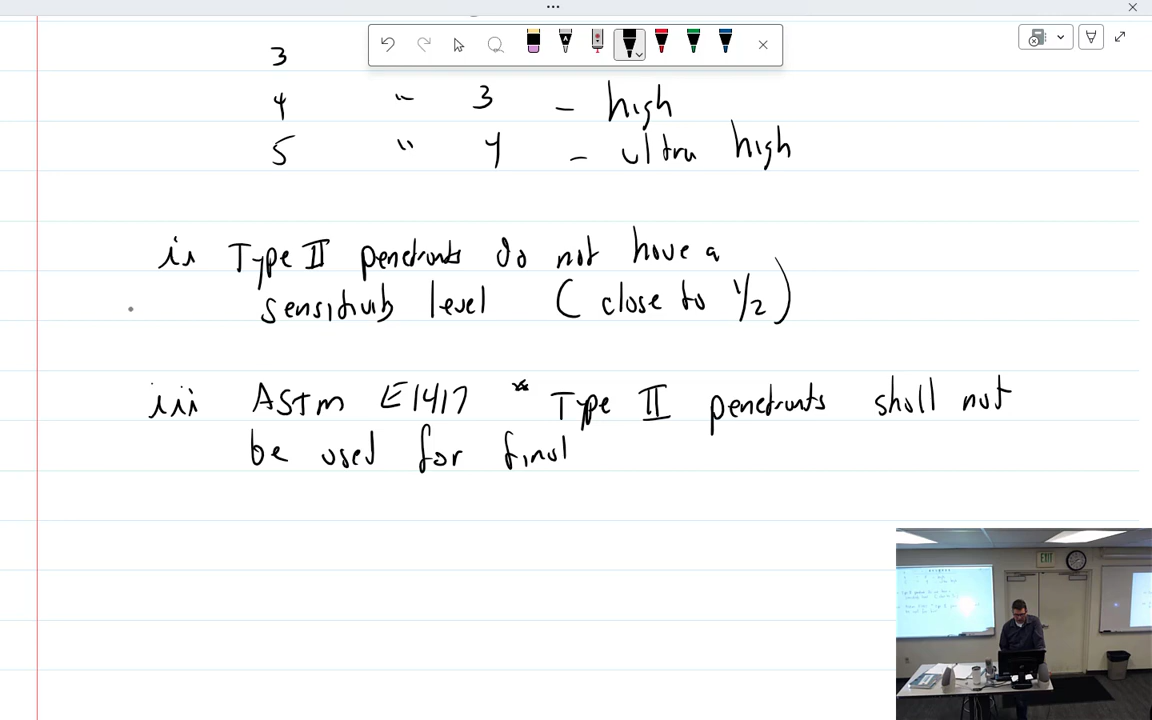 3
4 " 3 - high
5 " 4 - ultra high
ii Type II penetrants do not have a
sensitivity level (close to 1/2)
iii ASTM E1417 * Type II penetrants shall not
be used for final
EXIT